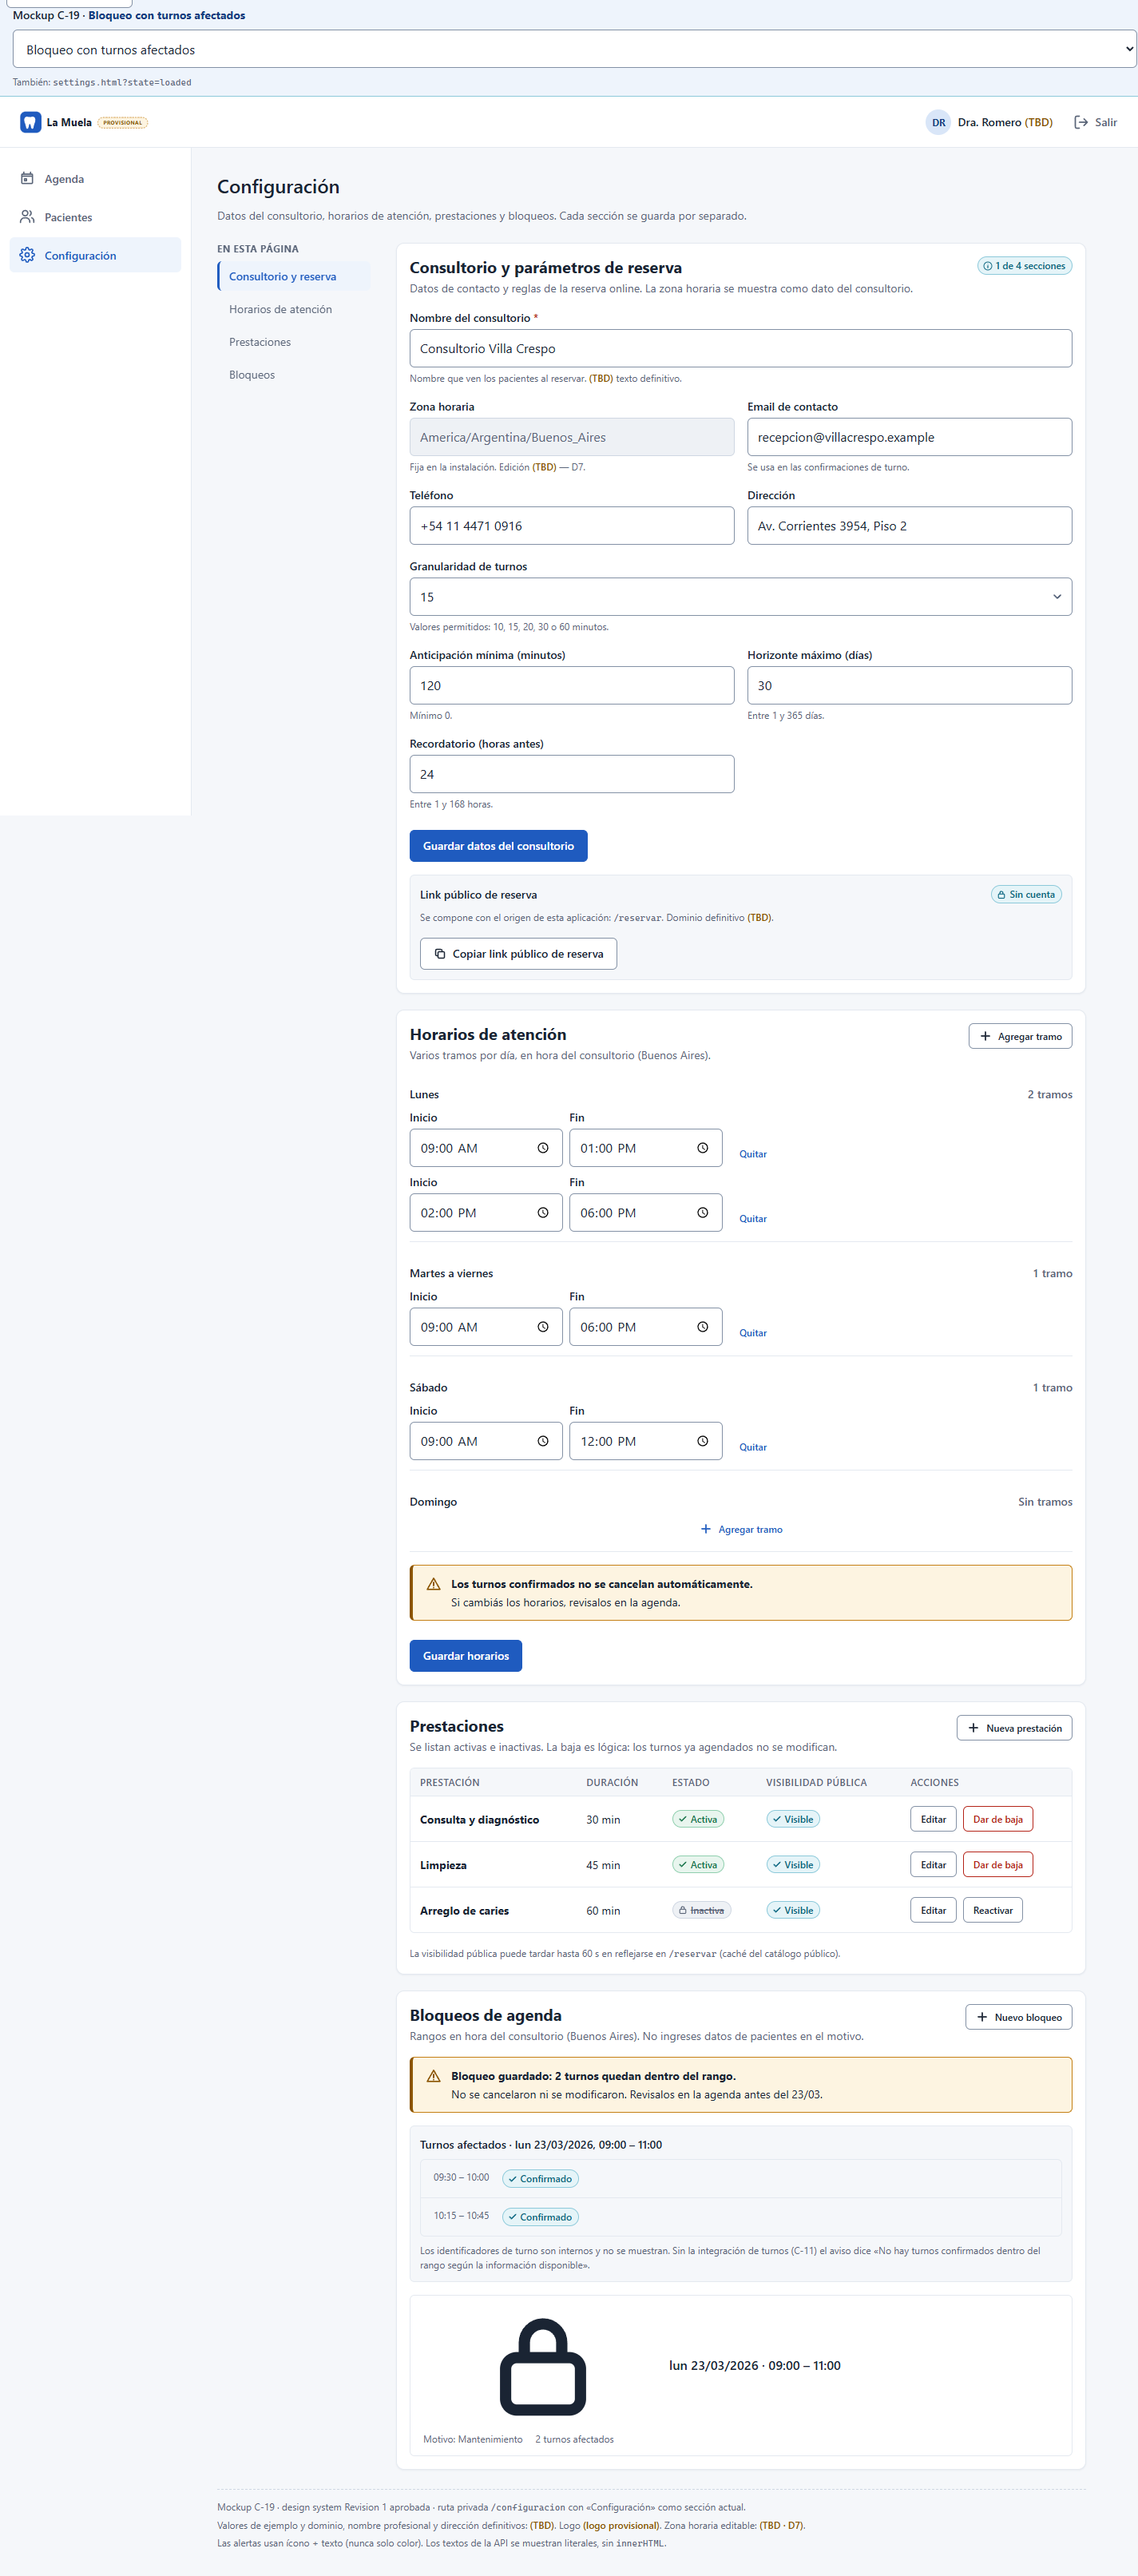 Mockup C-19 · Bloqueo con turnos afectados
Bloqueo con turnos afectados
También: settings.html?state=loaded
La Muela PROVISIONAL
DR Dra. Romero (TBD) Salir
Agenda
Pacientes
Configuración
Configuración
Datos del consultorio, horarios de atención, prestaciones y bloqueos. Cada sección se guarda por separado.
EN ESTA PÁGINA
Consultorio y reserva
Horarios de atención
Prestaciones
Bloqueos
Consultorio y parámetros de reserva
1 de 4 secciones
Datos de contacto y reglas de la reserva online. La zona horaria se muestra como dato del consultorio.
Nombre del consultorio *
Consultorio Villa Crespo
Nombre que ven los pacientes al reservar. (TBD) texto definitivo.
Zona horaria Email de contacto
America/Argentina/Buenos_Aires recepcion@villacrespo.example
Fija en la instalación. Edición (TBD) — D7. Se usa en las confirmaciones de turno.
Teléfono Dirección
+54 11 4471 0916 Av. Corrientes 3954, Piso 2
Granularidad de turnos
15
Valores permitidos: 10, 15, 20, 30 o 60 minutos.
Anticipación mínima (minutos) Horizonte máximo (días)
120 30
Mínimo 0. Entre 1 y 365 días.
Recordatorio (horas antes)
24
Entre 1 y 168 horas.
Guardar datos del consultorio
Link público de reserva Sin cuenta
Se compone con el origen de esta aplicación: /reservar. Dominio definitivo (TBD).
Copiar link público de reserva
Horarios de atención
Agregar tramo
Varios tramos por día, en hora del consultorio (Buenos Aires).
Lunes 2 tramos
Inicio Fin
09:00 AM 01:00 PM Quitar
Inicio Fin
02:00 PM 06:00 PM Quitar
Martes a viernes 1 tramo
Inicio Fin
09:00 AM 06:00 PM Quitar
Sábado 1 tramo
Inicio Fin
09:00 AM 12:00 PM Quitar
Domingo Sin tramos
Agregar tramo
Los turnos confirmados no se cancelan automáticamente.
Si cambiás los horarios, revisalos en la agenda.
Guardar horarios
Prestaciones
Nueva prestación
Se listan activas e inactivas. La baja es lógica: los turnos ya agendados no se modifican.
PRESTACIÓN DURACIÓN ESTADO VISIBILIDAD PÚBLICA ACCIONES
Consulta y diagnóstico 30 min Activa Visible Editar Dar de baja
Limpieza 45 min Activa Visible Editar Dar de baja
Arreglo de caries 60 min Inactiva Visible Editar Reactivar
La visibilidad pública puede tardar hasta 60 s en reflejarse en /reservar (caché del catálogo público).
Bloqueos de agenda
Nuevo bloqueo
Rangos en hora del consultorio (Buenos Aires). No ingreses datos de pacientes en el motivo.
Bloqueo guardado: 2 turnos quedan dentro del rango.
No se cancelaron ni se modificaron. Revisalos en la agenda antes del 23/03.
Turnos afectados · lun 23/03/2026, 09:00 – 11:00
09:30 – 10:00 Confirmado
10:15 – 10:45 Confirmado
Los identificadores de turno son internos y no se muestran. Sin la integración de turnos (C-11) el aviso dice «No hay turnos confirmados dentro del
rango según la información disponible».
lun 23/03/2026 · 09:00 – 11:00
Motivo: Mantenimiento 2 turnos afectados
Mockup C-19 · design system Revision 1 aprobada · ruta privada /configuracion con «Configuración» como sección actual.
Valores de ejemplo y dominio, nombre profesional y dirección definitivos: (TBD). Logo (logo provisional). Zona horaria editable: (TBD · D7).
Las alertas usan ícono + texto (nunca solo color). Los textos de la API se muestran literales, sin innerHTML.